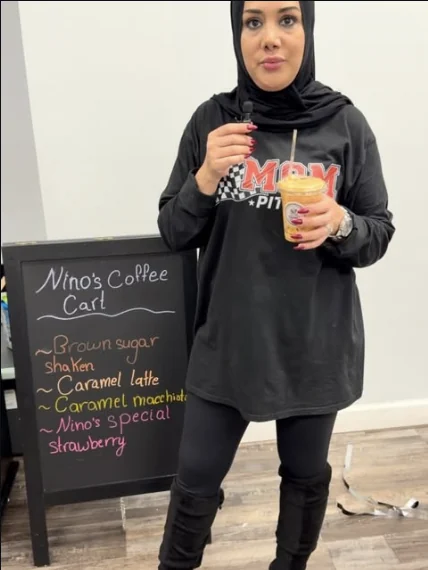 Nino's Coffee
Cart
~Brown sugar
shaken
~Caramel latte
~Caramel macchiato
~Nino's special
strawberry
MOM
★PIT